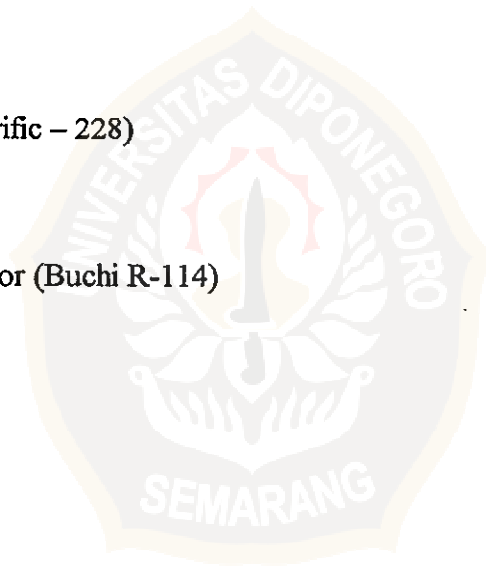 rific – 228)
or (Buchi R-114)
UNIVERSITAS DIPONEGORO
SEMARANG